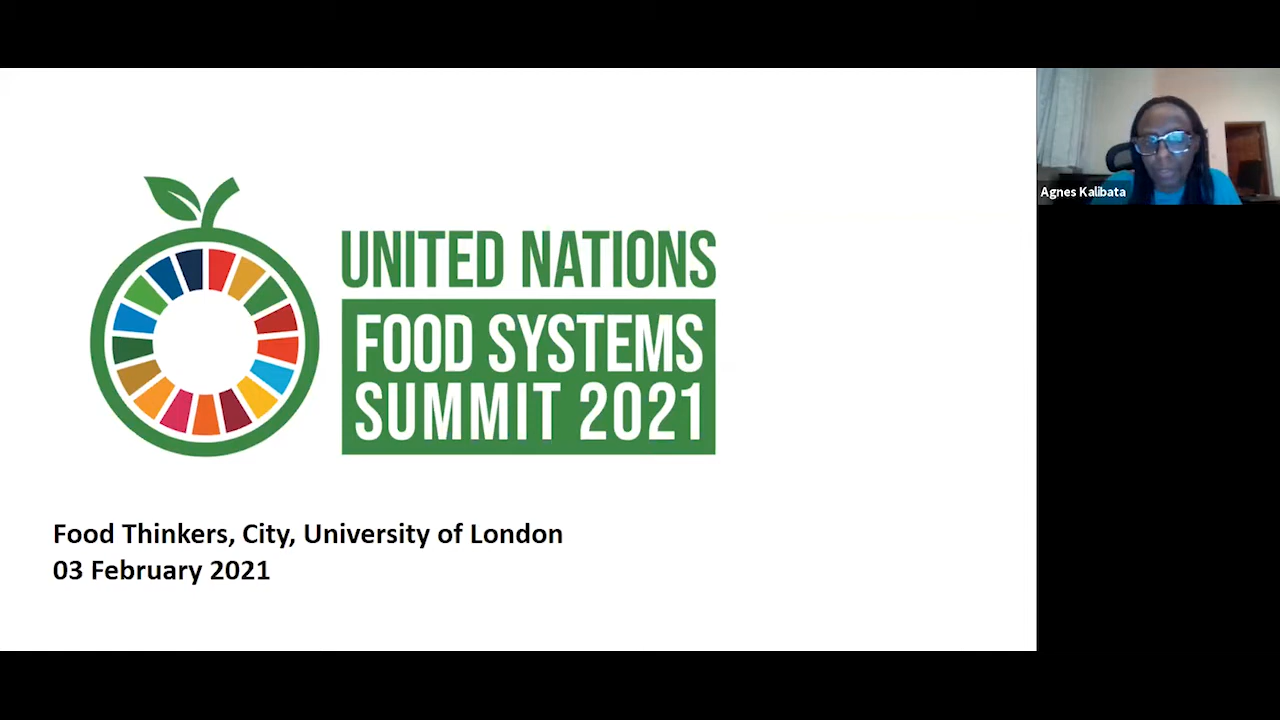 UNITED NATIONS
FOOD SYSTEMS
SUMMIT 2021
Food Thinkers, City, University of London
03 February 2021
Agnes Kalibata